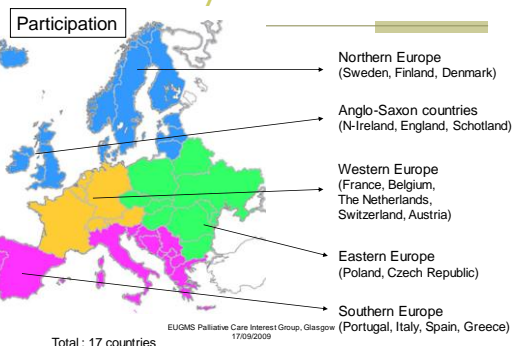 Participation
Northern Europe
(Sweden, Finland, Denmark)
Anglo-Saxon countries
(N-Ireland, England, Schotland)
Western Europe
(France, Belgium,
The Netherlands,
Switzerland, Austria)
Eastern Europe
(Poland, Czech Republic)
Southern Europe
(Portugal, Italy, Spain, Greece)
EUGMS Palliative Care Interest Group, Glasgow
17/09/2009
Total : 17 countries